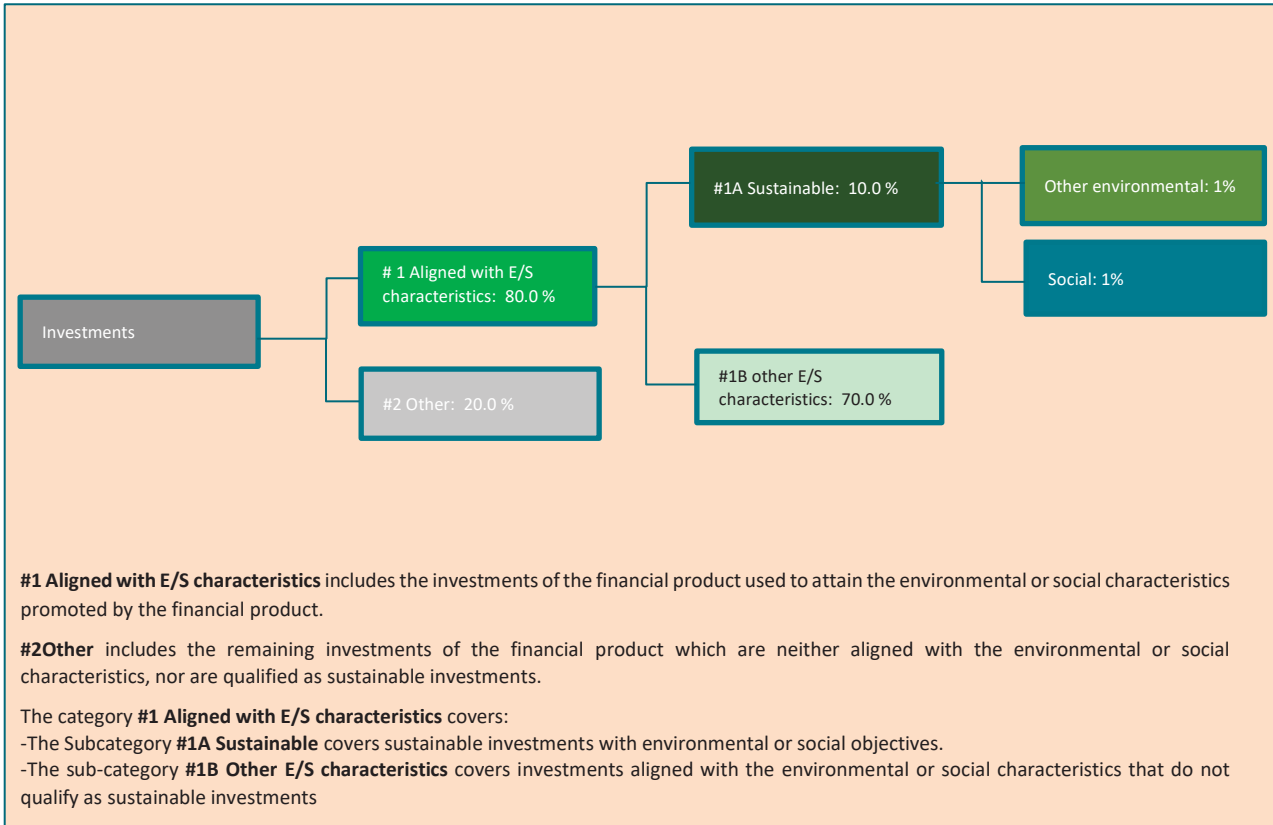 #1A Sustainable: 10.0 %
Other environmental: 1%
# 1 Aligned with E/S
characteristics: 80.0 %
Social: 1%
Investments
#1B other E/S
characteristics: 70.0 %
#2 Other: 20.0 %
#1 Aligned with E/S characteristics includes the investments of the financial product used to attain the environmental or social characteristics
promoted by the financial product.
#2Other includes the remaining investments of the financial product which are neither aligned with the environmental or social
characteristics, nor are qualified as sustainable investments.
The category #1 Aligned with E/S characteristics covers:
-The Subcategory #1A Sustainable covers sustainable investments with environmental or social objectives.
-The sub-category #1B Other E/S characteristics covers investments aligned with the environmental or social characteristics that do not
qualify as sustainable investments